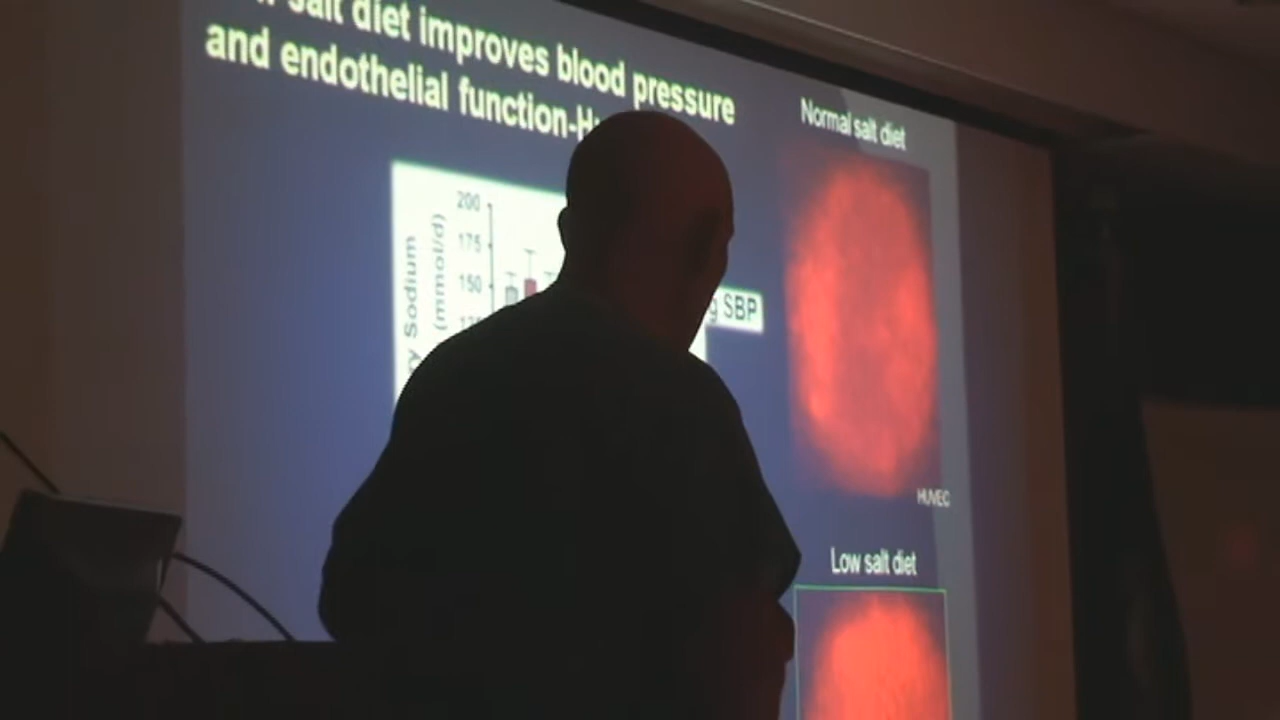 salt diet improves blood pressure
and endothelial function-H
Normal salt diet
200
175
150
Sodium
(mmol/d)
SBP
HUVEC
Low salt diet